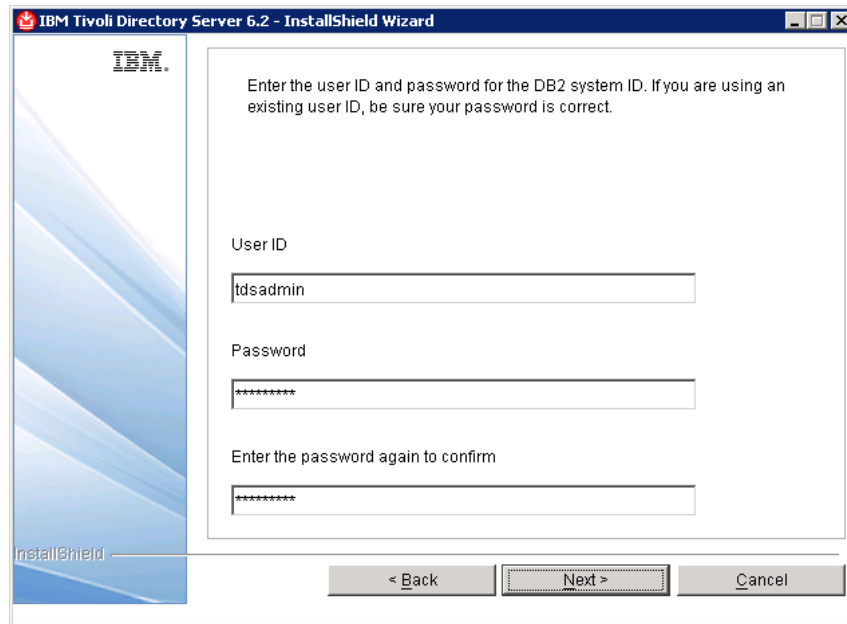 IBM Tivoli Directory Server 6.2 - InstallShield Wizard
IBM.
Enter the user ID and password for the DB2 system ID. If you are using an
existing user ID, be sure your password is correct.
User ID
tdsadmin
Password
*********
Enter the password again to confirm
*********
InstallShield
< Back
Next >
Cancel